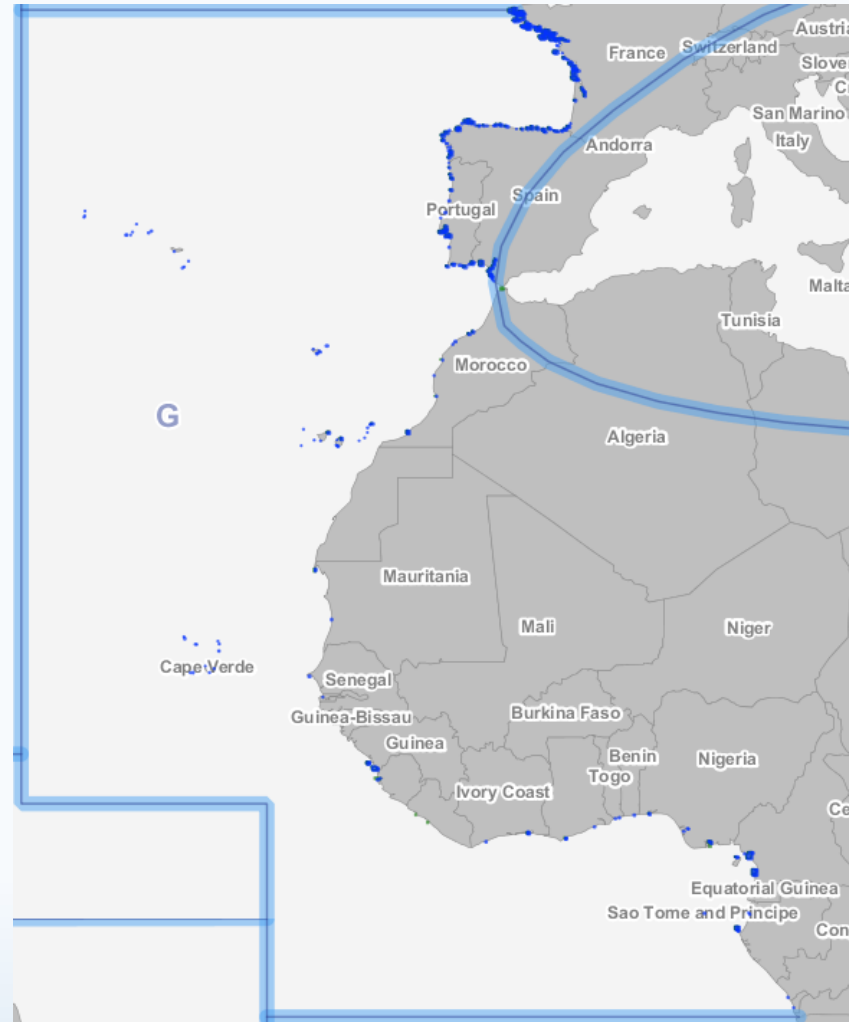 Austria
France
Switzerland
San Marino
Andorra
Italy
Spain
Portugal
Malta
Tunisia
Morocco
G
Algeria
Mauritania
Mali
Niger
Cape Verde
Senegal
Guinea-Bissau
Burkina Faso
Guinea
Benin
Nigeria
Togo
Ivory Coast
Equatorial Guinea
Sao Tome and Principe